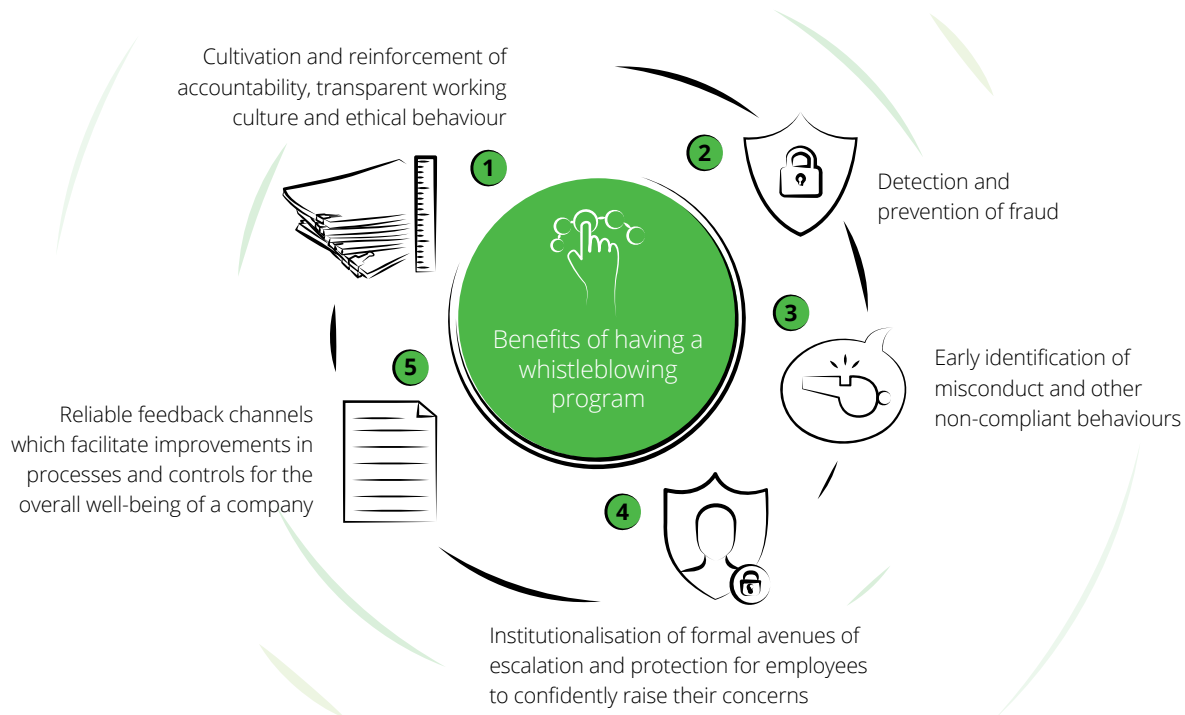 Cultivation and reinforcement of
accountability, transparent working
culture and ethical behaviour
1
2
Detection and
prevention of fraud
3
Early identification of
misconduct and other
non-compliant behaviours
Benefits of having a
whistleblowing
program
5
Reliable feedback channels
which facilitate improvements in
processes and controls for the
overall well-being of a company
4
Institutionalisation of formal avenues of
escalation and protection for employees
to confidently raise their concerns